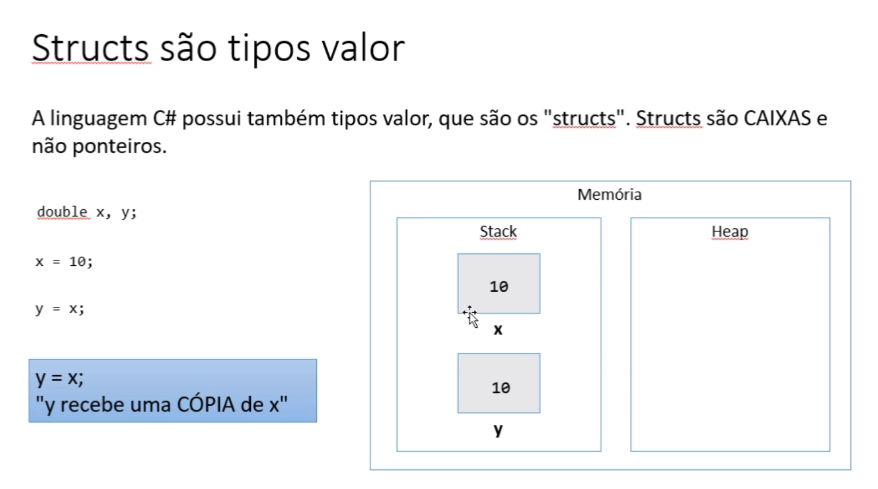 Structs são tipos valor
A linguagem C# possui também tipos valor, que são os "structs". Structs são CAIXAS e
não ponteiros.
double x, y;
x = 10;
y = x;
y = x;
"y recebe uma CÓPIA de x"
Memória
Stack
10
x
10
y
Heap